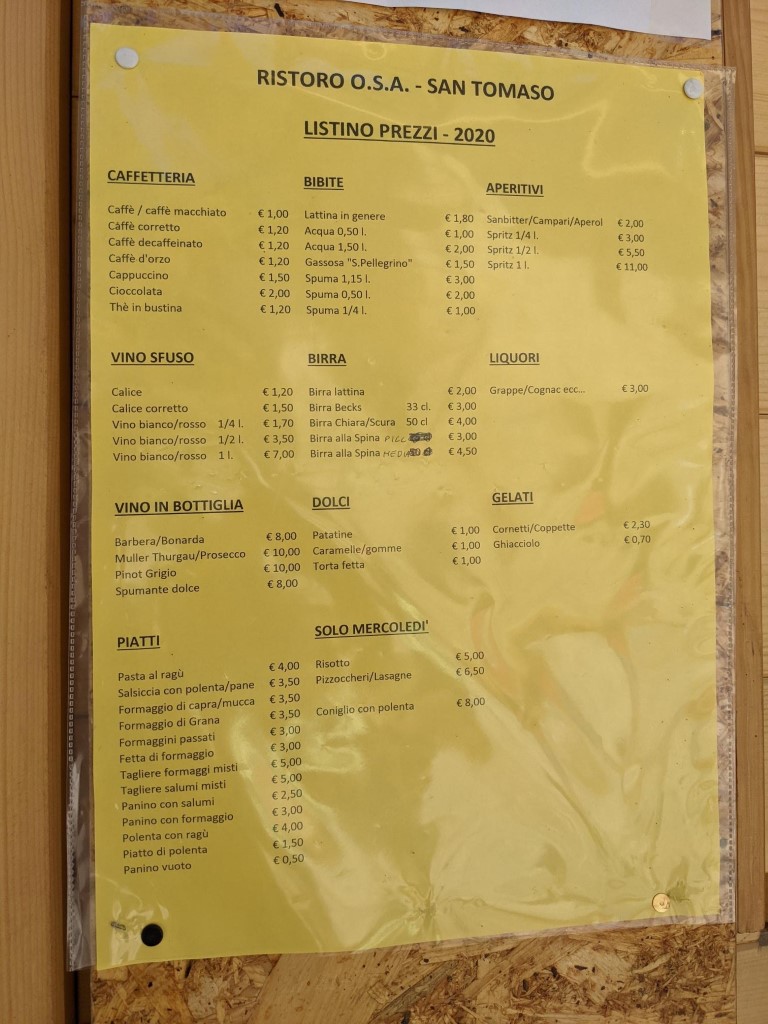 RISTORO O.S.A. - SAN TOMASO
LISTINO PREZZI - 2020
CAFFETTERIA
Caffè / caffè macchiato € 1,00
Caffè corretto € 1,20
Caffè decaffeinato € 1,20
Caffè d'orzo € 1,20
Cappuccino € 1,50
Cioccolata € 2,00
Thè in bustina € 1,20
BIBITE
Lattina in genere € 1,80
Acqua 0,50 l. € 1,00
Acqua 1,50 l. € 2,00
Gassosa "S.Pellegrino" € 1,50
Spuma 1,15 l. € 3,00
Spuma 0,50 l. € 2,00
Spuma 1/4 l. € 1,00
APERITIVI
Sanbitter/Campari/Aperol € 2,00
Spritz 1/4 l. € 3,00
Spritz 1/2 l. € 5,50
Spritz 1 l. € 11,00
VINO SFUSO
Calice € 1,20
Calice corretto € 1,50
Vino bianco/rosso 1/4 l. € 1,70
Vino bianco/rosso 1/2 l. € 3,50
Vino bianco/rosso 1 l. € 7,00
BIRRA
Birra lattina € 2,00
Birra Becks 33 cl. € 3,00
Birra Chiara/Scura 50 cl € 4,00
Birra alla Spina PICC € 3,00
Birra alla Spina MEDIA € 4,50
LIQUORI
Grappe/Cognac ecc... € 3,00
VINO IN BOTTIGLIA
Barbera/Bonarda € 8,00
Muller Thurgau/Prosecco € 10,00
Pinot Grigio € 10,00
Spumante dolce € 8,00
DOLCI
Patatine € 1,00
Caramelle/gomme € 1,00
Torta fetta € 1,00
GELATI
Cornetti/Coppette € 2,30
Ghiacciolo € 0,70
PIATTI
Pasta al ragù € 4,00
Salsiccia con polenta/pane € 3,50
Formaggio di capra/mucca € 3,50
Formaggio di Grana € 3,50
Formaggini passati € 3,00
Fetta di formaggio € 3,00
Tagliere formaggi misti € 5,00
Tagliere salumi misti € 5,00
Panino con salumi € 2,50
Panino con formaggio € 3,00
Polenta con ragù € 4,00
Piatto di polenta € 1,50
Panino vuoto € 0,50
SOLO MERCOLEDI'
Risotto € 5,00
Pizzoccheri/Lasagne € 6,50
Coniglio con polenta € 8,00